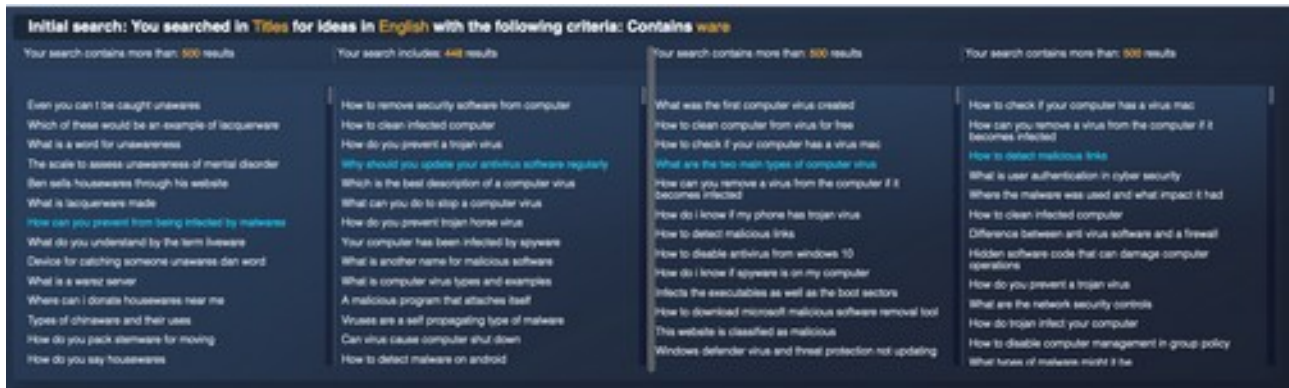 Initial search: You searched in Titles for ideas in English with the following criteria: Contains ware
Your search contains more than: 500 results
Even you can t be caught unawares
Which of these would be an example of lacquerware
What is a word for unawareness
The scale to assess unawareness of mental disorder
Ben sells housewares through his website
What is lacquerware made
How can you prevent from being infected by malwares
What do you understand by the term liveware
Device for catching someone unawares dan word
What is a warez server
Where can i donate housewares near me
Types of chinaware and their uses
How do you pack stemware for moving
How do you say housewares
Your search includes: 448 results
How to remove security software from computer
How to clean infected computer
How do you prevent a trojan virus
Why should you update your antivirus software regularly
Which is the best description of a computer virus
What can you do to stop a computer virus
How do you prevent trojan horse virus
Your computer has been infected by spyware
What is another name for malicious software
What is computer virus types and examples
A malicious program that attaches itself
Viruses are a self propagating type of malware
Can virus cause computer shut down
How to detect malware on android
Your search contains more than: 500 results
What was the first computer virus created
How to clean computer from virus for free
How to check if your computer has a virus mac
What are the two main types of computer virus
How can you remove a virus from the computer if it
becomes infected
How do i know if my phone has trojan virus
How to detect malicious links
How to disable antivirus from windows 10
How do i know if spyware is on my computer
Infects the executables as well as the boot sectors
How to download microsoft malicious software removal tool
This website is classified as malicious
Windows defender virus and threat protection not updating
Your search contains more than: 500 results
How to check if your computer has a virus mac
How can you remove a virus from the computer if it
becomes infected
How to detect malicious links
What is user authentication in cyber security
Where the malware was used and what impact it had
How to clean infected computer
Difference between anti virus software and a firewall
Hidden software code that can damage computer
operations
How do you prevent a trojan virus
What are the network security controls
How do trojan infect your computer
How to disable computer management in group policy
What types of malware might it be